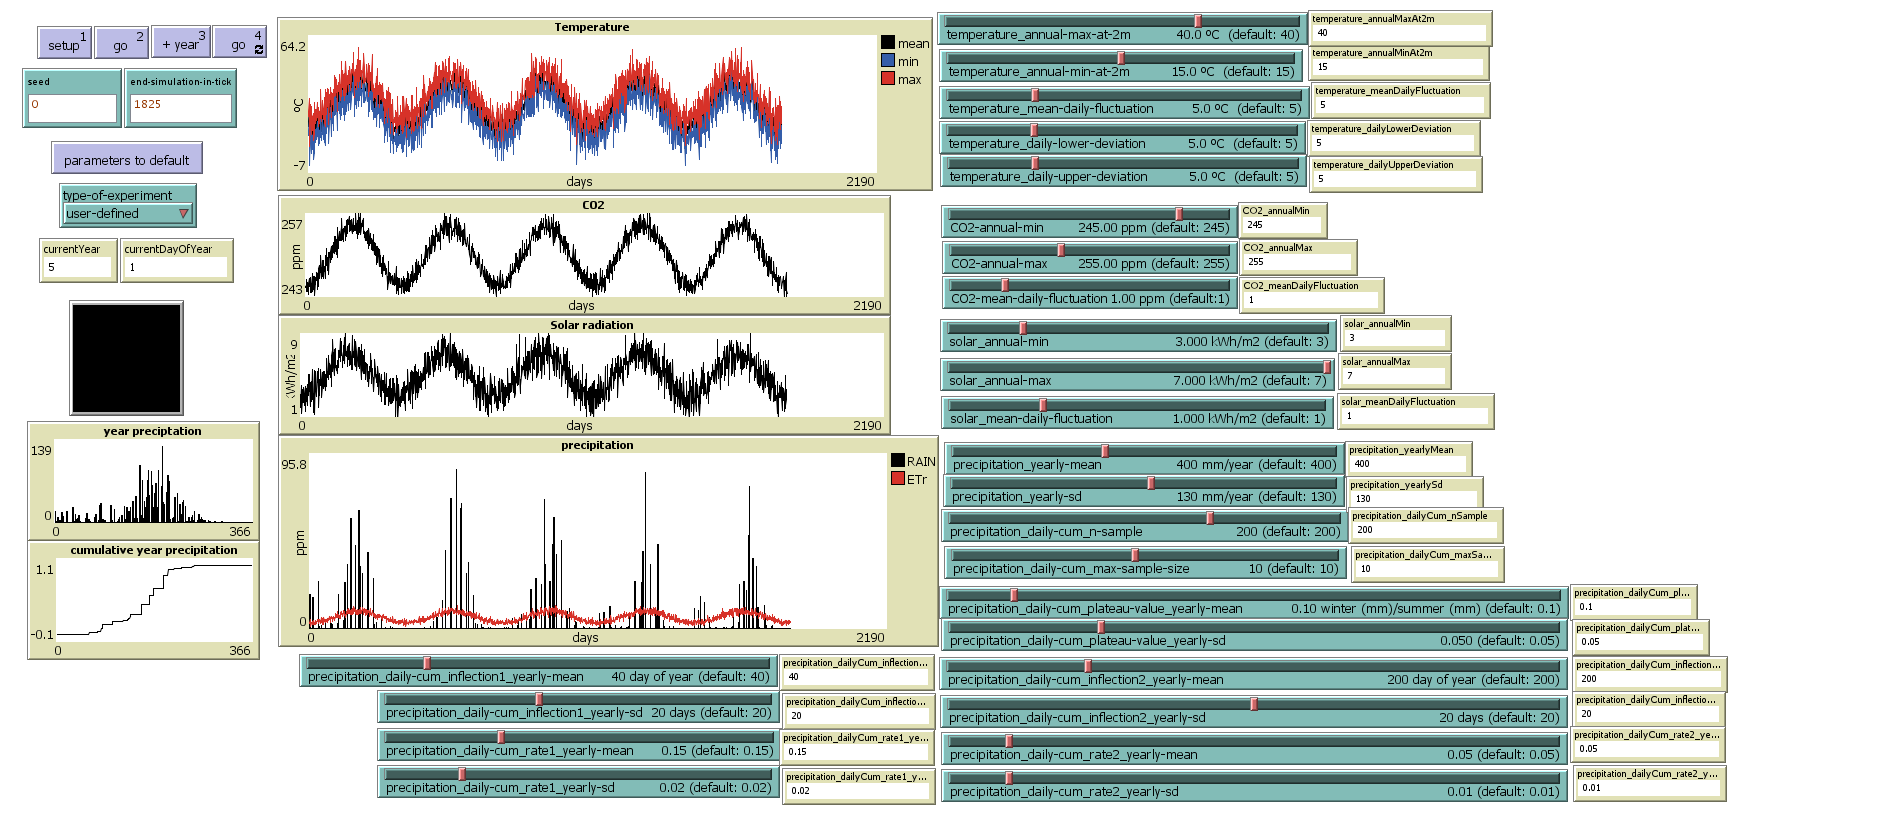 setup 1
go 2
+ year 3
go 4
seed
0
end-simulation-in-tick
1825
parameters to default
type-of-experiment
user-defined
currentYear
5
currentDayOfYear
1
year preciptation
139
0
0
366
cumulative year precipitation
1.1
-0.1
0
366
Temperature
64.2
ºC
-7
0
days
2190
mean
min
max
CO2
257
ppm
243
0
days
2190
Solar radiation
9
kWh/m2
1
0
days
2190
precipitation
95.8
ppm
0
0
days
2190
RAIN
ETr
temperature_annual-max-at-2m 40.0 ºC (default: 40)
temperature_annualMaxAt2m
40
temperature_annual-min-at-2m 15.0 ºC (default: 15)
temperature_annualMinAt2m
15
temperature_mean-daily-fluctuation 5.0 ºC (default: 5)
temperature_meanDailyFluctuation
5
temperature_daily-lower-deviation 5.0 ºC (default: 5)
temperature_dailyLowerDeviation
5
temperature_daily-upper-deviation 5.0 ºC (default: 5)
temperature_dailyUpperDeviation
5
CO2-annual-min 245.00 ppm (default: 245)
CO2_annualMin
245
CO2-annual-max 255.00 ppm (default: 255)
CO2_annualMax
255
CO2-mean-daily-fluctuation 1.00 ppm (default:1)
CO2_meanDailyFluctuation
1
solar_annual-min 3.000 kWh/m2 (default: 3)
solar_annualMin
3
solar_annual-max 7.000 kWh/m2 (default: 7)
solar_annualMax
7
solar_mean-daily-fluctuation 1.000 kWh/m2 (default: 1)
solar_meanDailyFluctuation
1
precipitation_yearly-mean 400 mm/year (default: 400)
precipitation_yearlyMean
400
precipitation_yearly-sd 130 mm/year (default: 130)
precipitation_yearlySd
130
precipitation_daily-cum_n-sample 200 (default: 200)
precipitation_dailyCum_nSample
200
precipitation_daily-cum_max-sample-size 10 (default: 10)
precipitation_dailyCum_maxSa...
10
precipitation_daily-cum_plateau-value_yearly-mean 0.10 winter (mm)/summer (mm) (default: 0.1)
precipitation_dailyCum_pl...
0.1
precipitation_daily-cum_plateau-value_yearly-sd 0.050 (default: 0.05)
precipitation_dailyCum_plat...
0.05
precipitation_daily-cum_inflection1_yearly-mean 40 day of year (default: 40)
precipitation_dailyCum_inflection...
40
precipitation_daily-cum_inflection2_yearly-mean 200 day of year (default: 200)
precipitation_dailyCum_inflection...
200
precipitation_daily-cum_inflection1_yearly-sd 20 days (default: 20)
precipitation_dailyCum_inflectio...
20
precipitation_daily-cum_inflection2_yearly-sd 20 days (default: 20)
precipitation_dailyCum_inflectio...
20
precipitation_daily-cum_rate1_yearly-mean 0.15 (default: 0.15)
precipitation_dailyCum_rate1_ye...
0.15
precipitation_daily-cum_rate2_yearly-mean 0.05 (default: 0.05)
precipitation_dailyCum_rate2_ye...
0.05
precipitation_daily-cum_rate1_yearly-sd 0.02 (default: 0.02)
precipitation_dailyCum_rate1_y...
0.02
precipitation_daily-cum_rate2_yearly-sd 0.01 (default: 0.01)
precipitation_dailyCum_rate2_y...
0.01